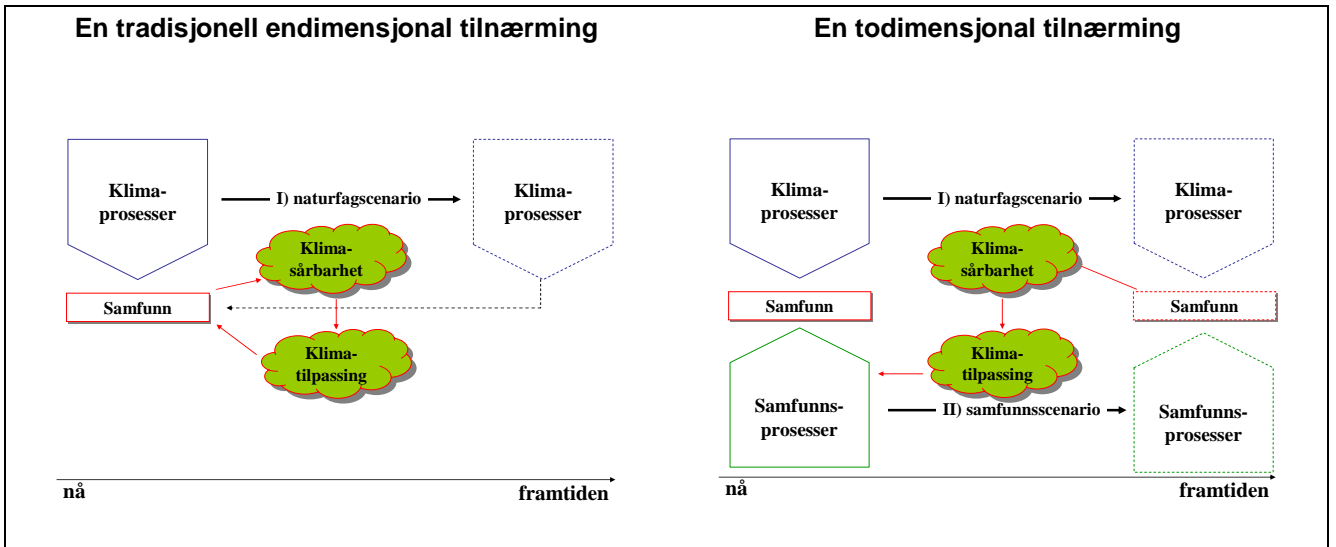 En tradisjonell endimensjonal tilnærming
Klima-
prosesser
I) naturfagscenario
Klima-
prosesser
Klima-
sårbarhet
Samfunn
Klima-
tilpassing
nå
framtiden
En todimensjonal tilnærming
Klima-
prosesser
I) naturfagscenario
Klima-
prosesser
Klima-
sårbarhet
Samfunn
Samfunn
Klima-
tilpassing
Samfunns-
prosesser
II) samfunnsscenario
Samfunns-
prosesser
nå
framtiden